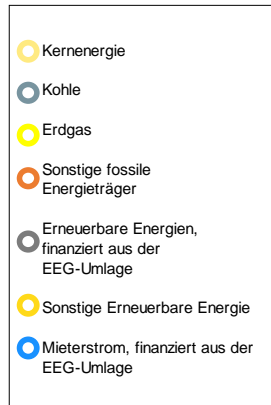 Kernenergie
Kohle
Erdgas
Sonstige fossile
Energieträger
Erneuerbare Energien,
finanziert aus der
EEG-Umlage
Sonstige Erneuerbare Energie
Mieterstrom, finanziert aus der
EEG-Umlage